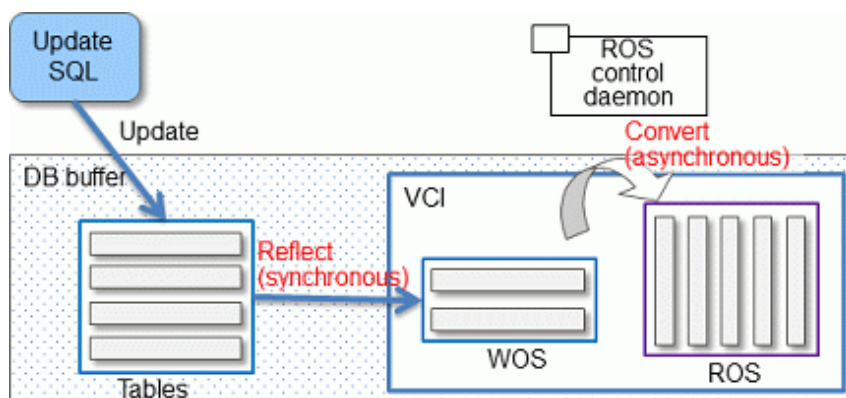 Update
SQL
ROS
control
daemon
Update
Convert
(asynchronous)
DB buffer
VCI
Reflect
(synchronous)
Tables
WOS
ROS